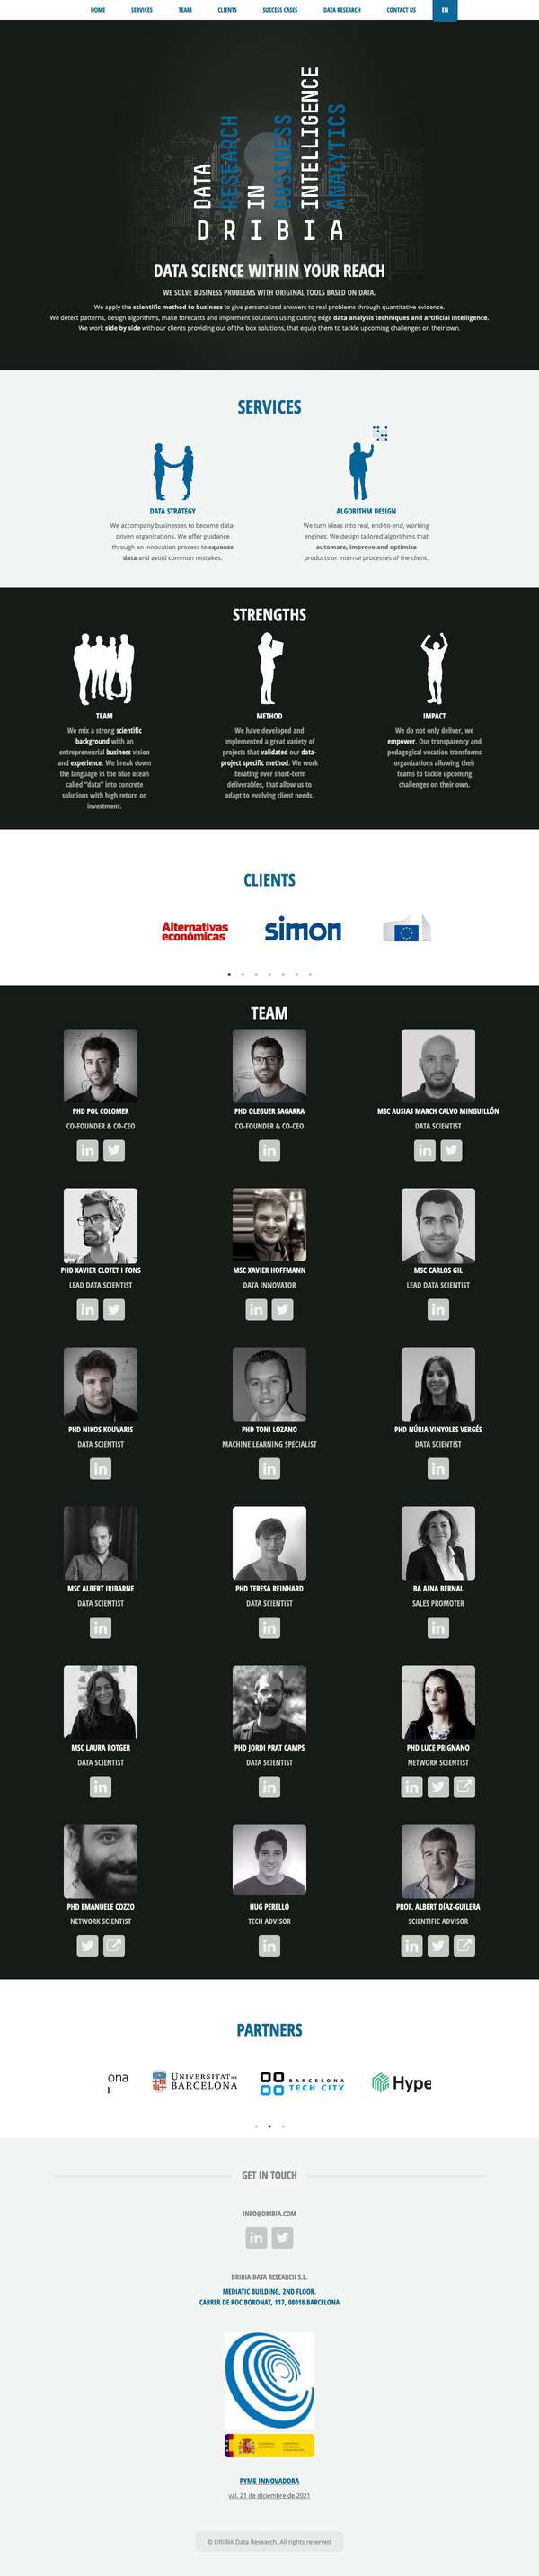 HOME SERVICES TEAM CLIENTS SUCCESS CASES DATA RESEARCH CONTACT US EN
DATA
RESEARCH
IN
BUSINESS
INTELLIGENCE
ANALYTICS
DRIBIA
DATA SCIENCE WITHIN YOUR REACH
WE SOLVE BUSINESS PROBLEMS WITH ORIGINAL TOOLS BASED ON DATA.
We apply the scientific method to business to give personalized answers to real problems through quantitative evidence.
We detect patterns, design algorithms, make forecasts and implement solutions using cutting edge data analysis techniques and artificial intelligence.
We work side by side with our clients providing out of the box solutions, that equip them to tackle upcoming challenges on their own.
SERVICES
DATA STRATEGY
We accompany businesses to become data-
driven organizations. We offer guidance
through an innovation process to squeeze
data and avoid common mistakes.
ALGORITHM DESIGN
We turn ideas into real, end-to-end, working
engines. We design tailored algorithms that
automate, improve and optimize
products or internal processes of the client.
STRENGTHS
TEAM
We mix a strong scientific
background with an
entrepreneurial business vision
and experience. We break down
the language in the blue ocean
called "data" into concrete
solutions with high return on
investment.
METHOD
We have developed and
implemented a great variety of
projects that validated our data-
project specific method. We work
iterating over short-term
deliverables, that allow us to
adapt to evolving client needs.
IMPACT
We do not only deliver, we
empower. Our transparency and
pedagogical vocation transforms
organizations allowing their
teams to tackle upcoming
challenges on their own.
CLIENTS
Alternativas
económicas
simon
TEAM
PHD POL COLOMER
CO-FOUNDER & CO-CEO
PHD OLEGUER SAGARRA
CO-FOUNDER & CO-CEO
MSC AUSIAS MARCH CALVO MINGUILLÓN
DATA SCIENTIST
PHD XAVIER CLOTET I FONS
LEAD DATA SCIENTIST
MSC XAVIER HOFFMANN
DATA INNOVATOR
MSC CARLOS GIL
LEAD DATA SCIENTIST
PHD NIKOS KOUVARIS
DATA SCIENTIST
PHD TONI LOZANO
MACHINE LEARNING SPECIALIST
PHD NÚRIA VINYOLES VERGÉS
DATA SCIENTIST
MSC ALBERT IRIBARNE
DATA SCIENTIST
PHD TERESA REINHARD
DATA SCIENTIST
BA AINA BERNAL
SALES PROMOTER
MSC LAURA ROTGER
DATA SCIENTIST
PHD JORDI PRAT CAMPS
DATA SCIENTIST
PHD LUCE PRIGNANO
NETWORK SCIENTIST
PHD EMANUELE COZZO
NETWORK SCIENTIST
HUG PERELLÓ
TECH ADVISOR
PROF. ALBERT DÍAZ-GUILERA
SCIENTIFIC ADVISOR
PARTNERS
ona
UNIVERSITAT DE
BARCELONA
BARCELONA
TECH CITY
Hype
GET IN TOUCH
INFO@DRIBIA.COM
DRIBIA DATA RESEARCH S.L.
MEDIATIC BUILDING, 2ND FLOOR.
CARRER DE ROC BORONAT, 117, 08018 BARCELONA
PYME INNOVADORA
val. 21 de diciembre de 2021
© DRIBIA Data Research. All rights reserved